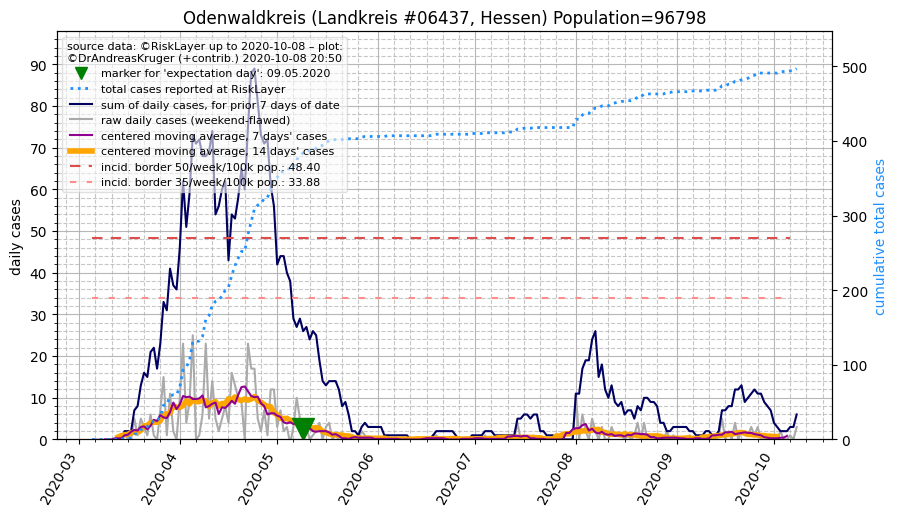 Odenwaldkreis (Landkreis #06437, Hessen) Population=96798
source data: ©RiskLayer up to 2020-10-08 – plot:
©DrAndreasKruger (+contrib.) 2020-10-08 20:50
marker for 'expectation day': 09.05.2020
total cases reported at RiskLayer
sum of daily cases, for prior 7 days of date
raw daily cases (weekend-flawed)
centered moving average, 7 days' cases
centered moving average, 14 days' cases
incid. border 50/week/100k pop.: 48.40
incid. border 35/week/100k pop.: 33.88
daily cases
90
80
70
60
50
40
30
20
10
0
cumulative total cases
500
400
300
200
100
0
2020-03
2020-04
2020-05
2020-06
2020-07
2020-08
2020-09
2020-10